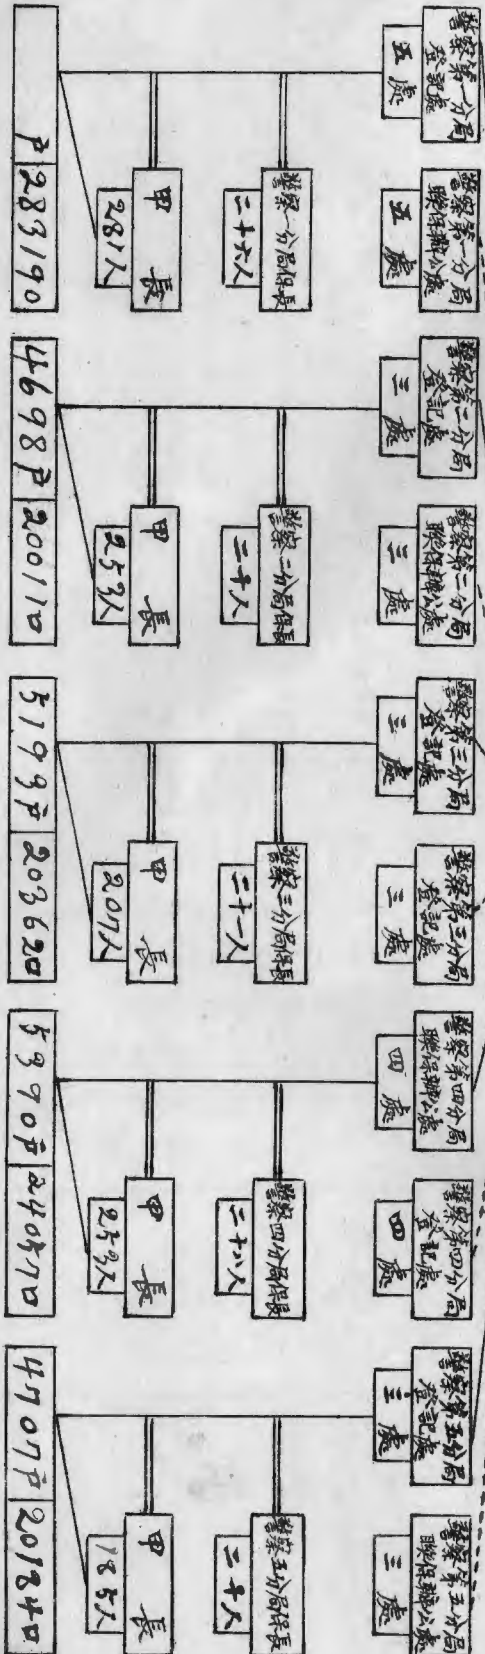 警察第一分局
登記處
五處
警察第一分局
聯保辦公處
五處
警察一分局保長
二十六人
甲長
281人
戶
28319口
警察第二分局
登記處
三處
警察第二分局
聯保辦公處
三處
警察二分局保長
二十人
甲長
253人
4698戶
20011口
警察第三分局
登記處
三處
警察第三分局
登記處
三處
警察三分局保長
二十一人
甲長
207人
5193戶
20362口
警察第四分局
聯保辦公處
四處
警察第四分局
登記處
四處
警察四分局保長
二十八人
甲長
253人
5390戶
24057口
警察第五分局
登記處
三處
警察第五分局
聯保辦公處
三處
警察五分局保長
二十人
甲長
185人
4707戶
20184口